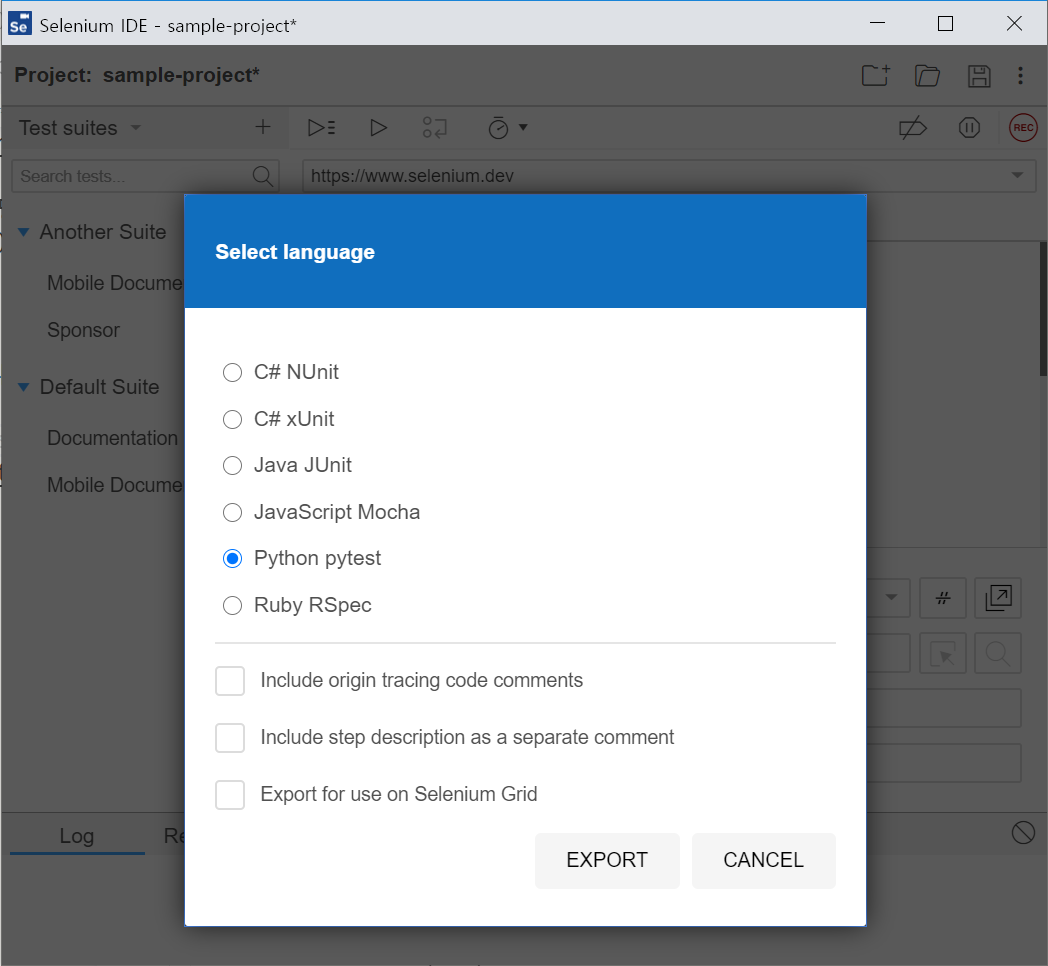 Se Selenium IDE - sample-project*
Project: sample-project*
Test suites
REC
Search tests...
https://www.selenium.dev
Another Suite
Mobile Docume
Sponsor
Default Suite
Documentation
Mobile Docume
Select language
C# NUnit
C# xUnit
Java JUnit
JavaScript Mocha
Python pytest
Ruby RSpec
//
Include origin tracing code comments
Include step description as a separate comment
Export for use on Selenium Grid
EXPORT CANCEL
Log Re